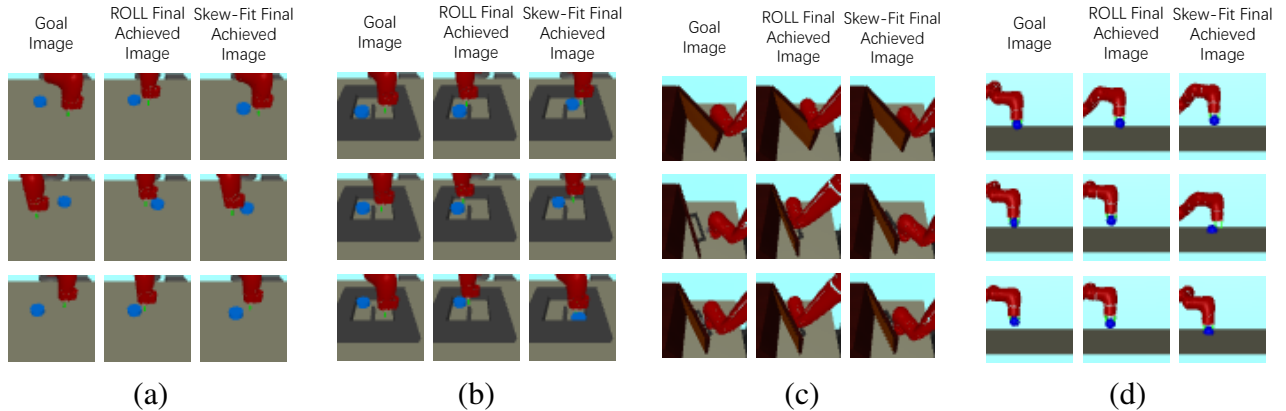 Goal
Image
ROLL Final
Achieved
Image
Skew-Fit Final
Achieved
Image
Goal
Image
ROLL Final
Achieved
Image
Skew-Fit Final
Achieved
Image
Goal
Image
ROLL Final
Achieved
Image
Skew-Fit Final
Achieved
Image
Goal
Image
ROLL Final
Achieved
Image
Skew-Fit Final
Achieved
Image
(a)
(b)
(c)
(d)